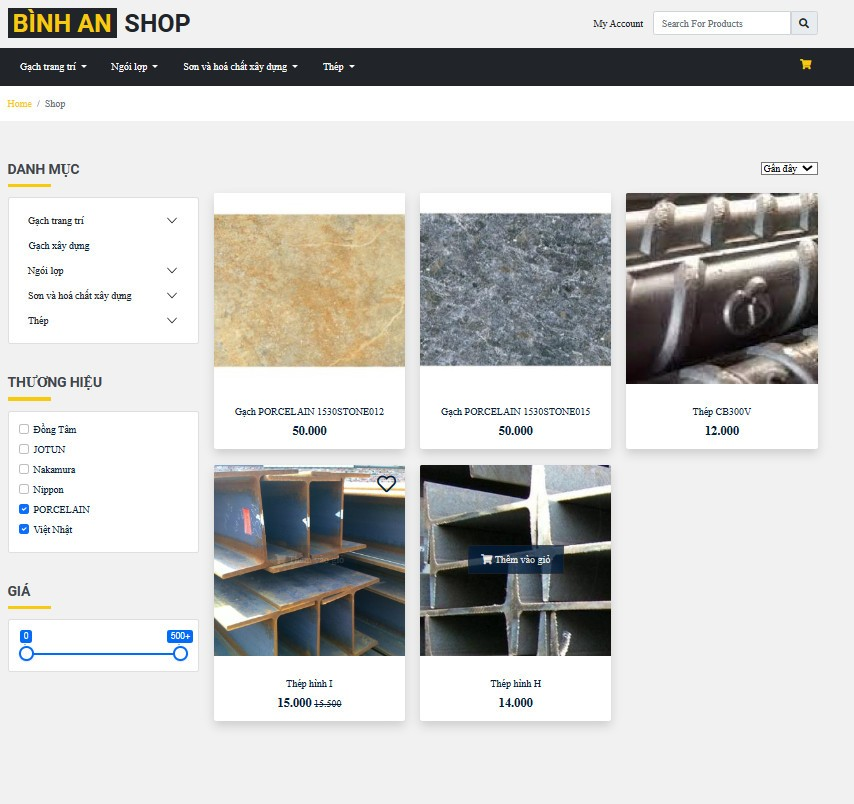 BÌNH AN SHOP
My Account
Search For Products
Gạch trang trí
Ngói lợp
Sơn và hoá chất xây dựng
Thép
Home / Shop
DANH MỤC
Gần đây
Gạch trang trí
Gạch xây dựng
Ngói lợp
Sơn và hoá chất xây dựng
Thép
THƯƠNG HIỆU
Đồng Tâm
JOTUN
Nakamura
Nippon
PORCELAIN
Việt Nhật
GIÁ
0
500+
Gạch PORCELAIN 1530STONE012
50.000
Gạch PORCELAIN 1530STONE015
50.000
Thép CB300V
12.000
Thép hình I
15.000 15.500
Thêm vào giỏ
Thép hình H
14.000